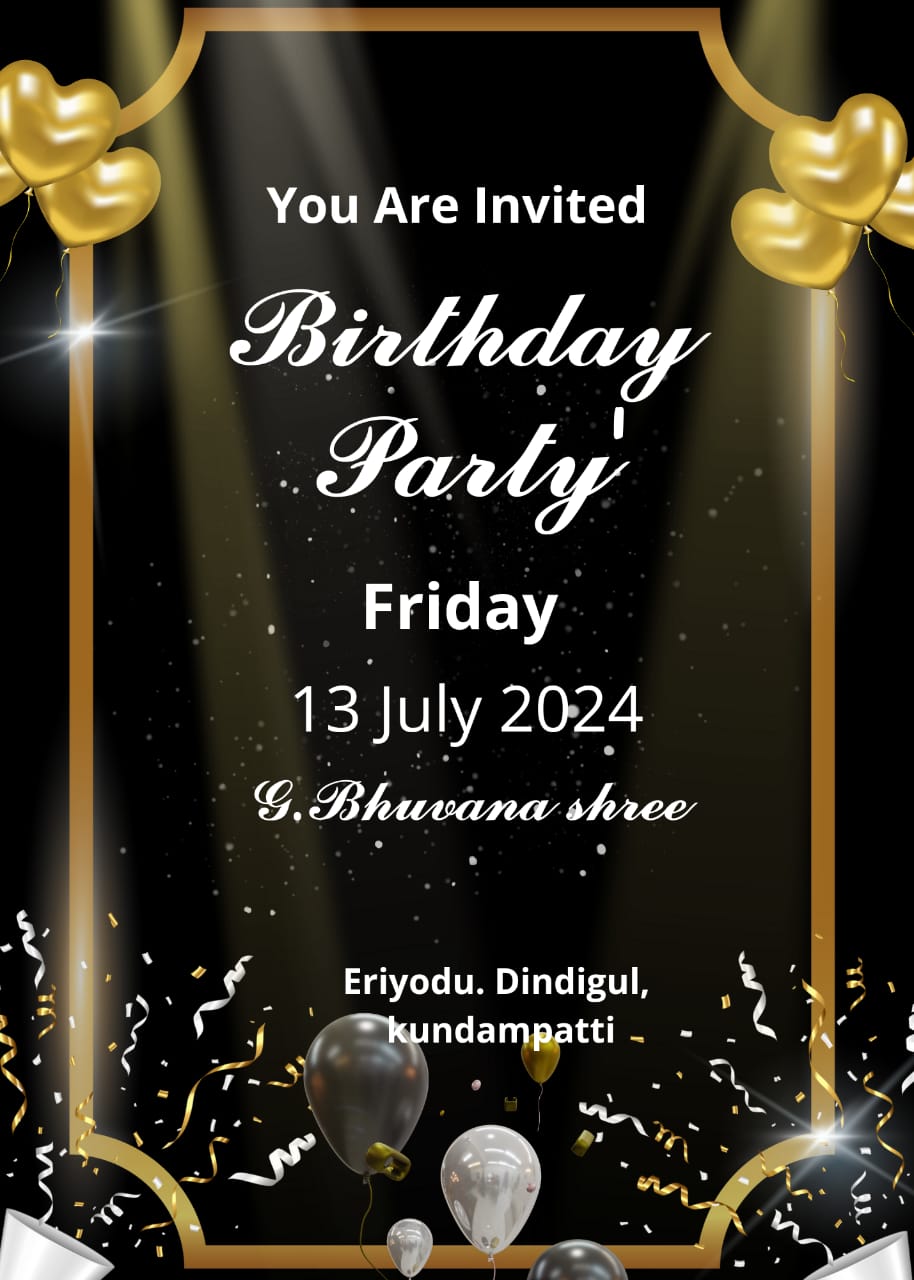 You Are Invited
Birthday
Party'
Friday
13 July 2024
G.Bhuvana shree
Eriyodu. Dindigul,
kundampatti